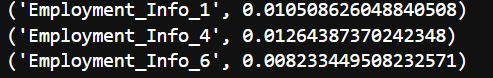 ('Employment_Info_1', 0.010508626048840508)
('Employment_Info_4', 0.01264387370242348)
('Employment_Info_6', 0.008233449508232571)